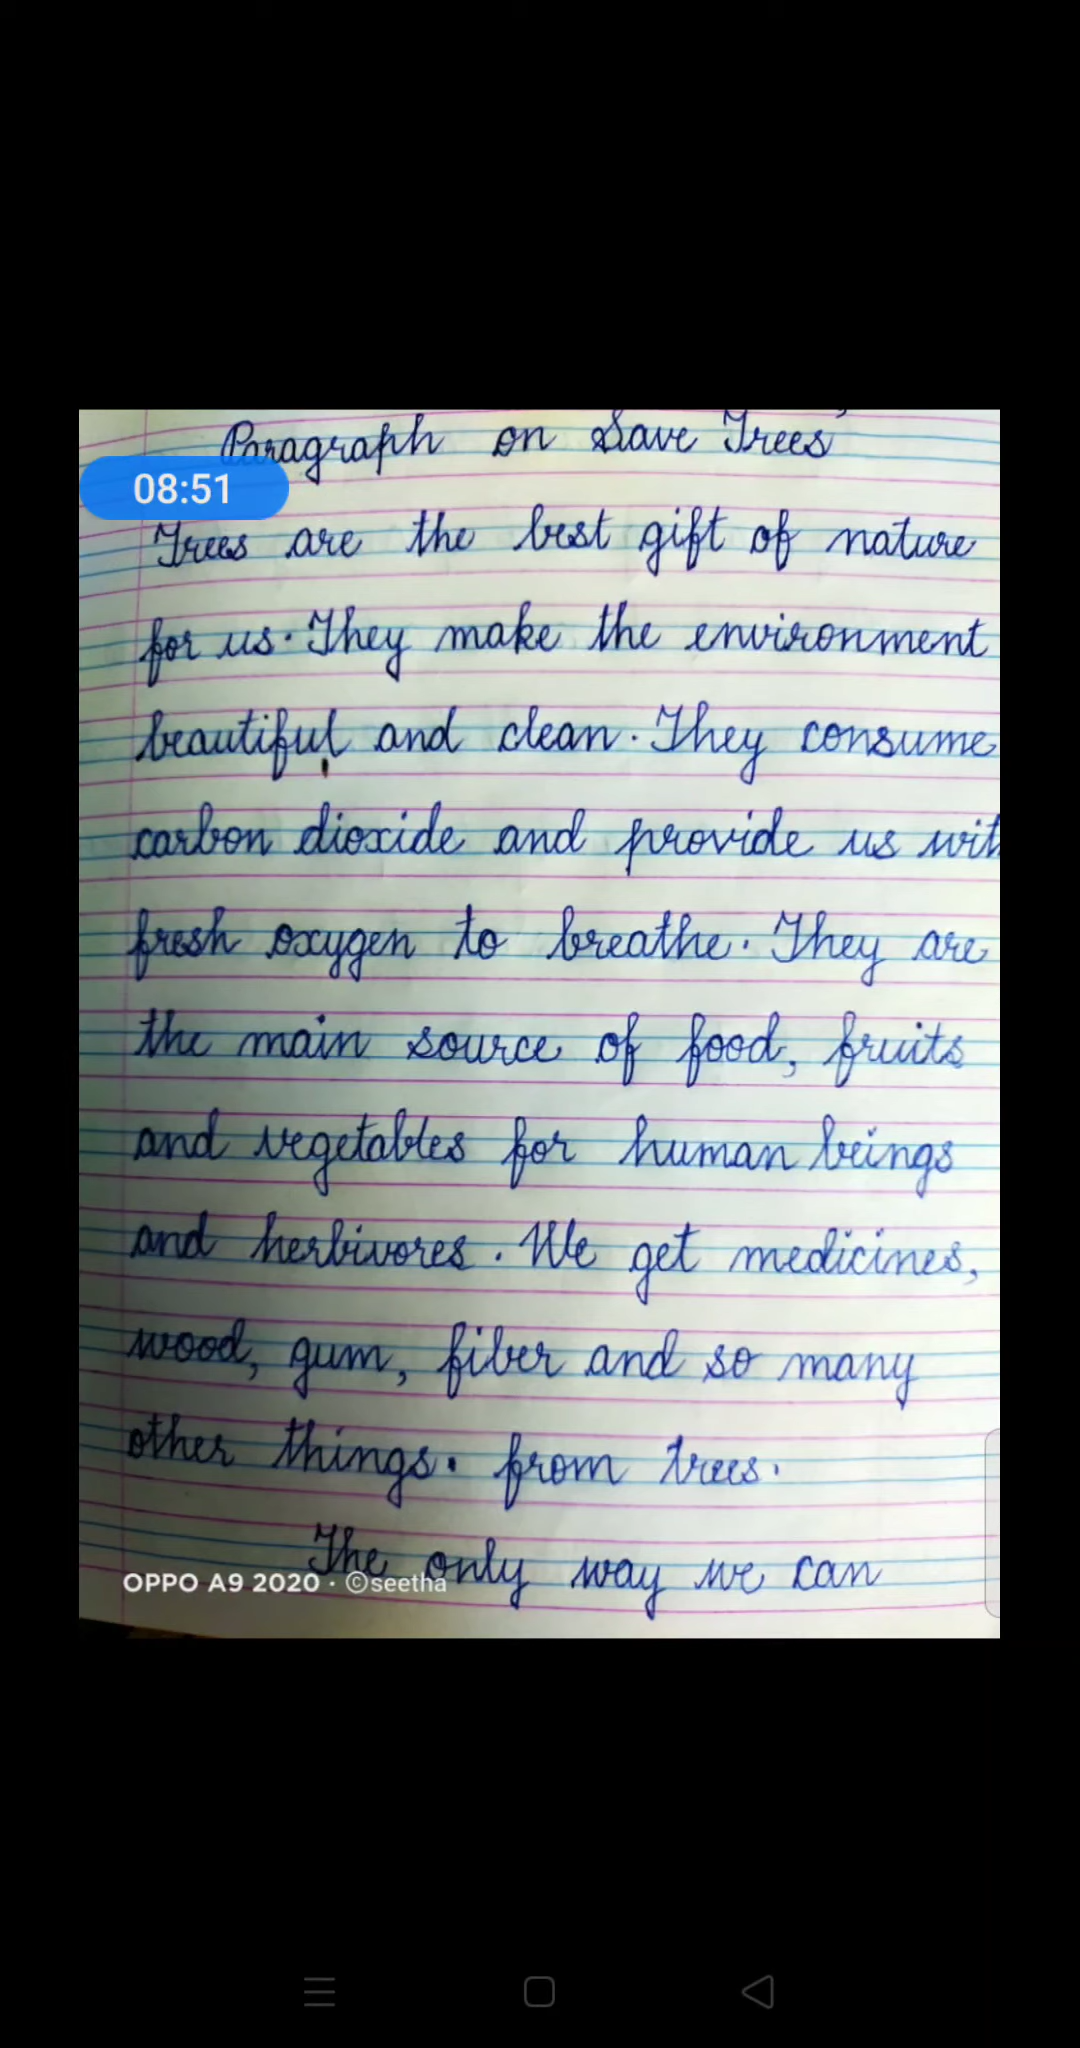 Paragraph on Save Trees'
08:51
Trees are the best gift of nature
for us. They make the environment
beautiful and clean. They consume
carbon dioxide and provide us wit
fresh oxygen to breathe. They are
the main source of food, fruits
and vegetables for human beings
and herbivores. We get medicines,
wood, gum, fiber and so many
other things. from trees.
The only way we can
OPPO A9 2020 · ©seetha